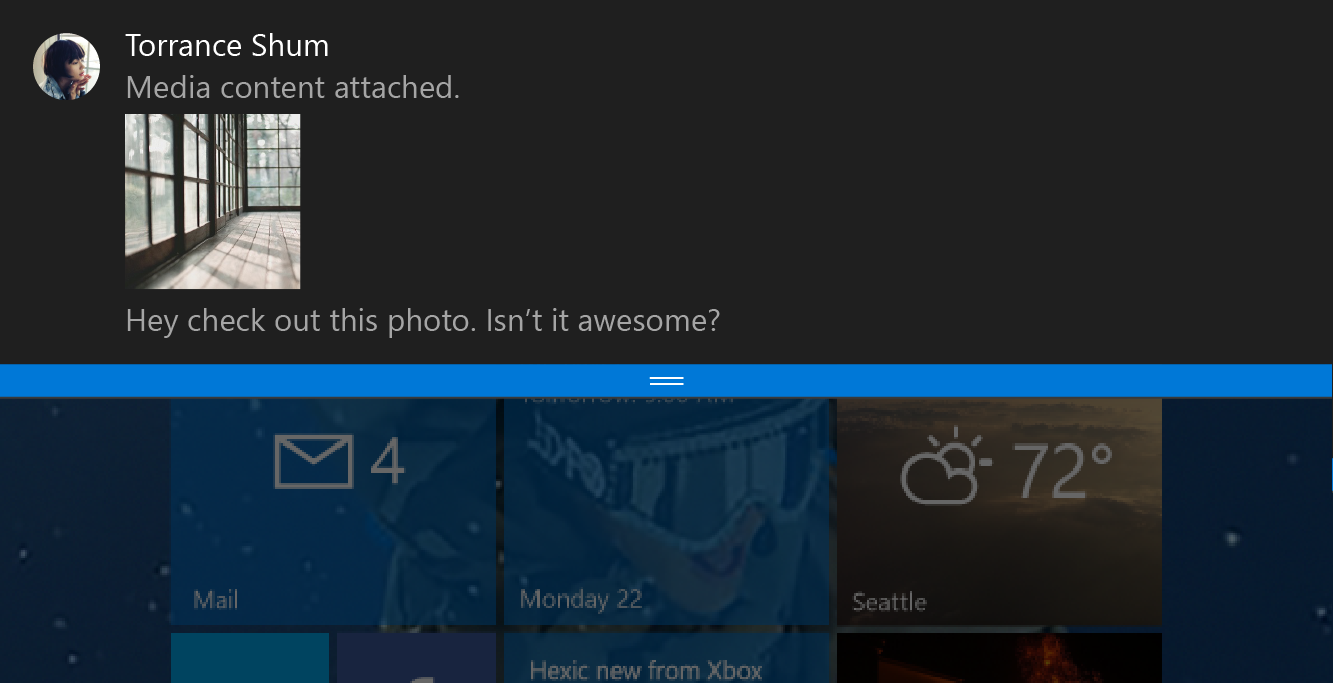 Torrance Shum
Media content attached.
Hey check out this photo. Isn’t it awesome?
4
72°
Mail
Monday 22
Seattle
Hexic new from Xbox